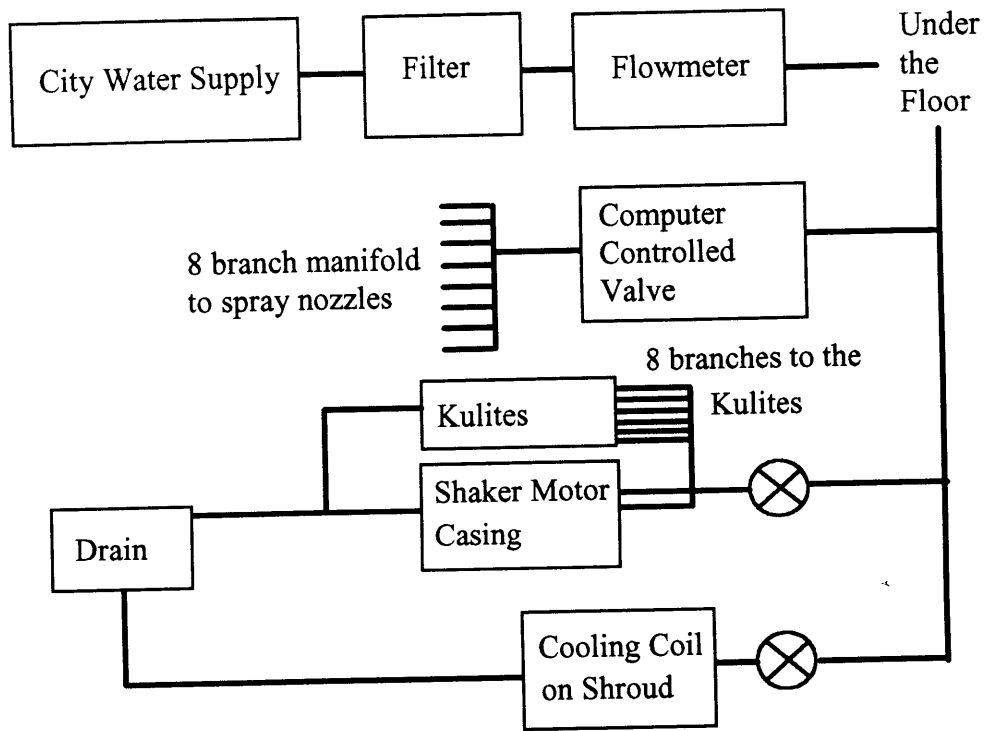 City Water Supply
Filter
Flowmeter
Under
the
Floor
Computer
Controlled
Valve
8 branch manifold
to spray nozzles
8 branches to the
Kulites
Kulites
Shaker Motor
Casing
Drain
Cooling Coil
on Shroud